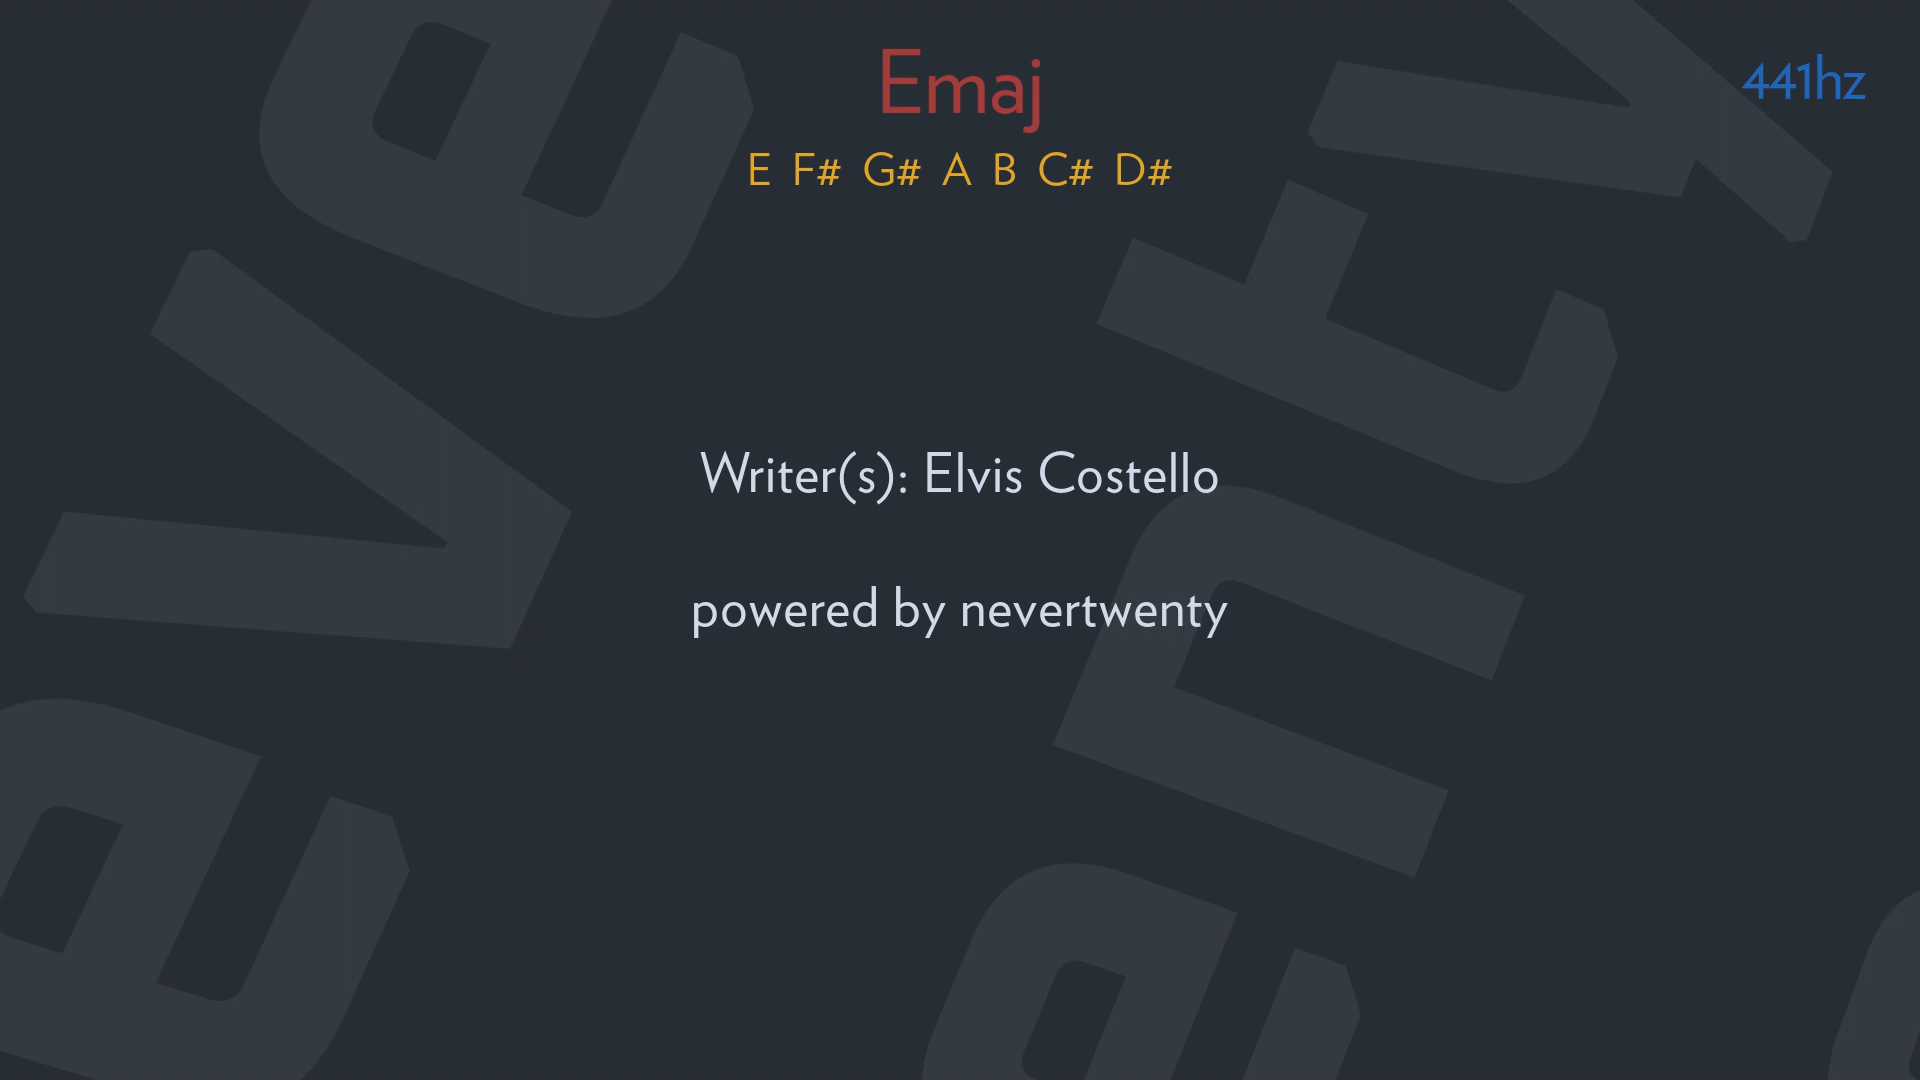 Emaj
441hz
E F# G# A B C# D#
Writer(s): Elvis Costello
powered by nevertwenty